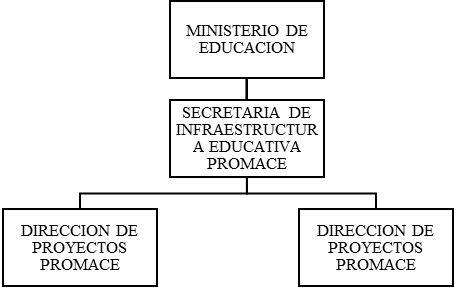 MINISTERIO DE
EDUCACION
SECRETARIA DE
INFRAESTRUCTUR
A EDUCATIVA
PROMACE
DIRECCION DE
PROYECTOS
PROMACE
DIRECCION DE
PROYECTOS
PROMACE